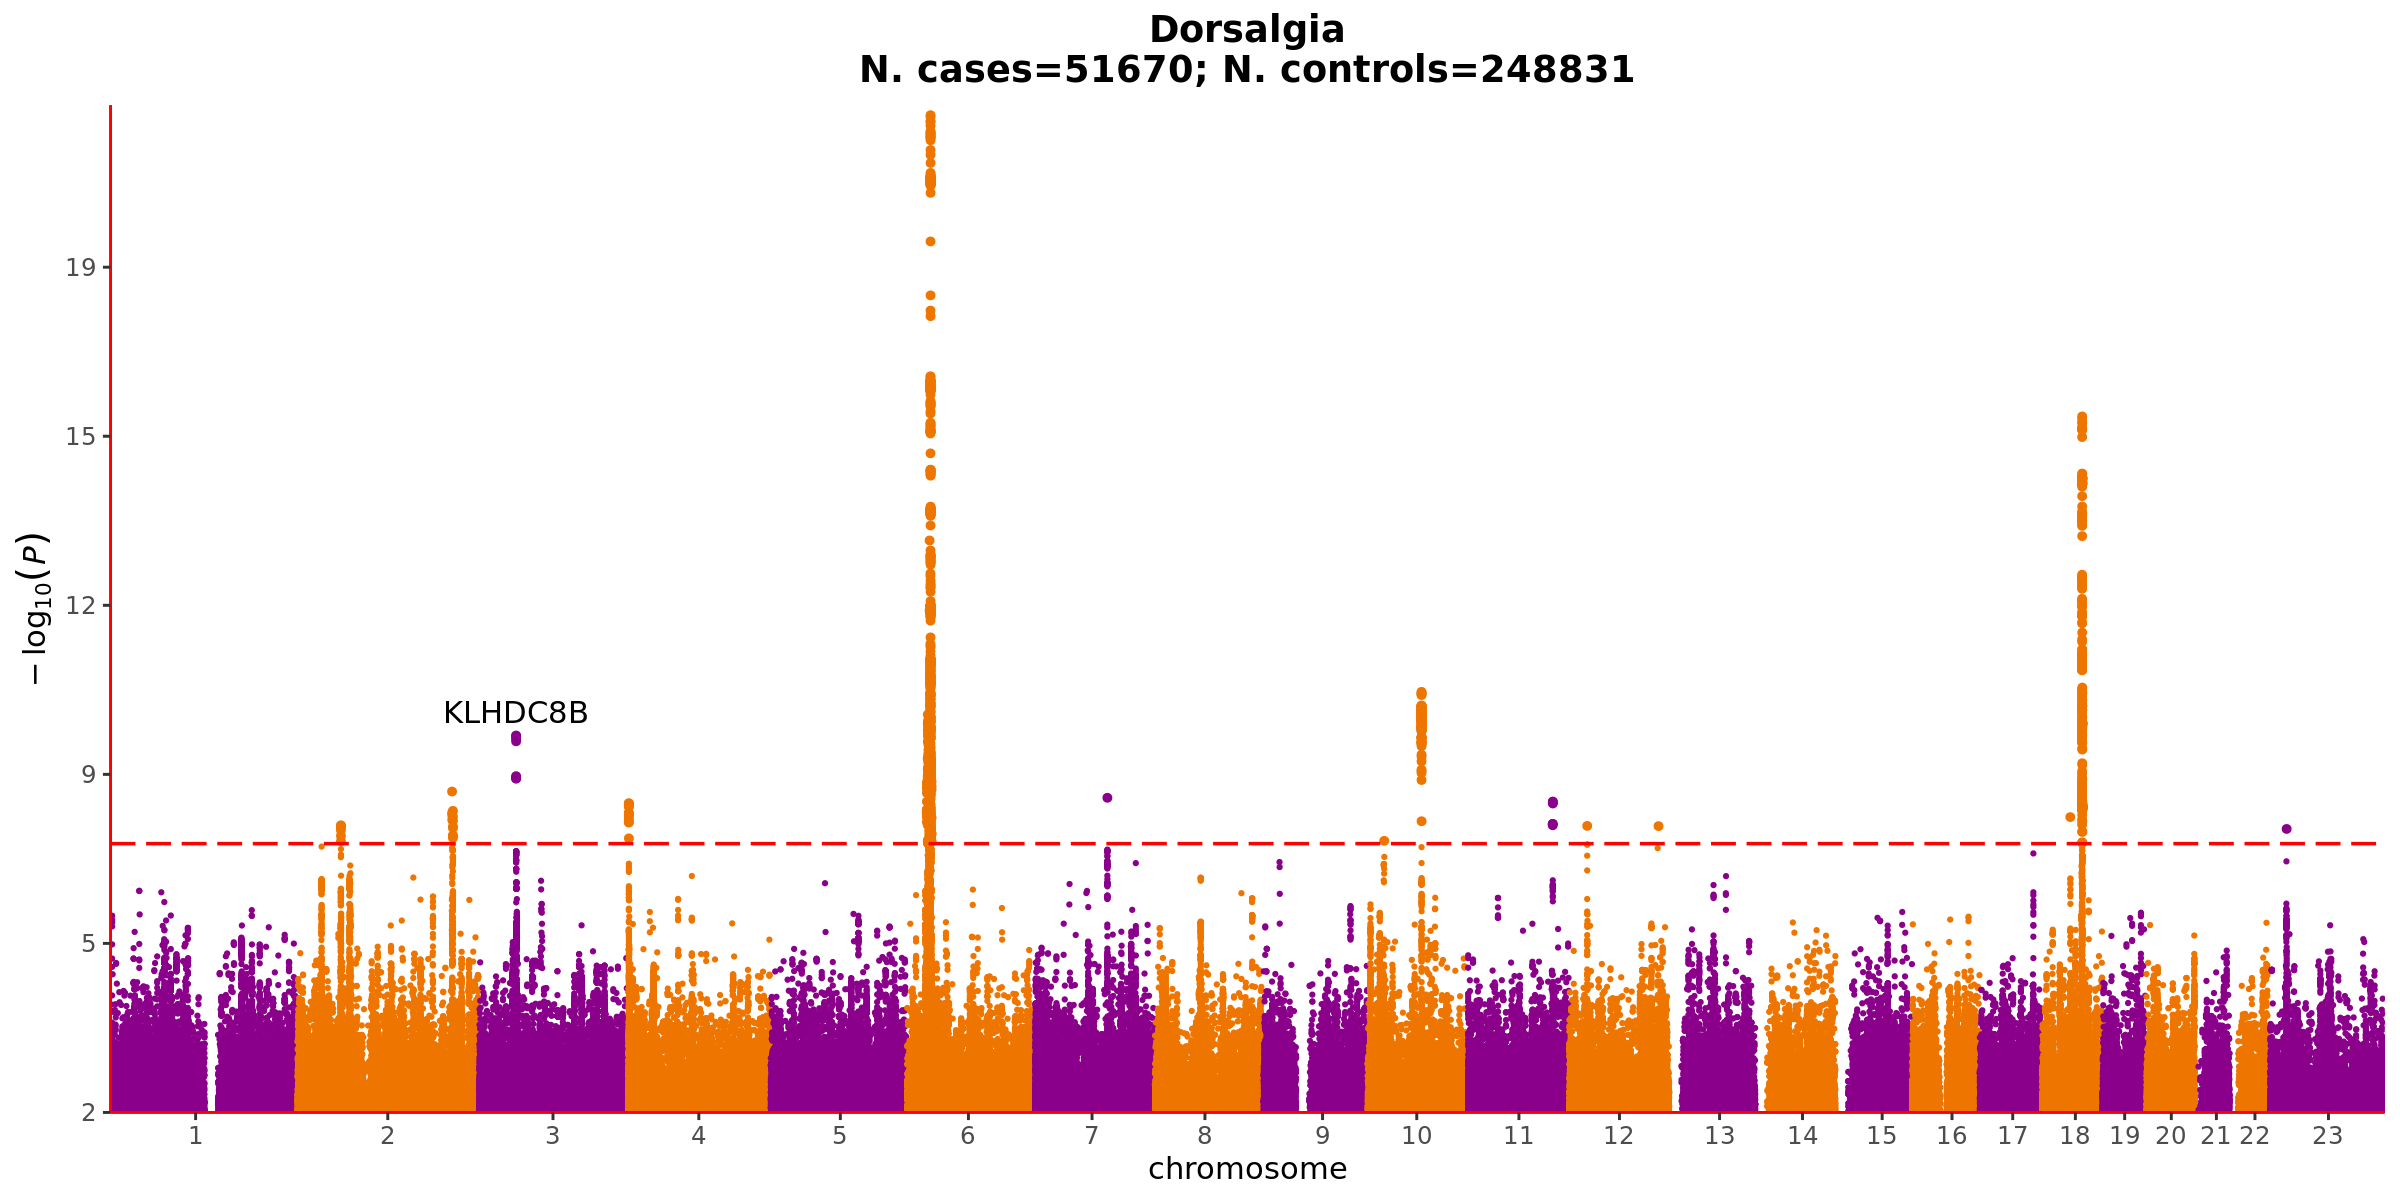 Dorsalgia
N. cases=51670; N. controls=248831
19
15
12
9
5
2
−log10(P)
KLHDC8B
1 2 3 4 5 6 7 8 9 10 11 12 13 14 15 16 17 18 19 20 21 22 23
chromosome